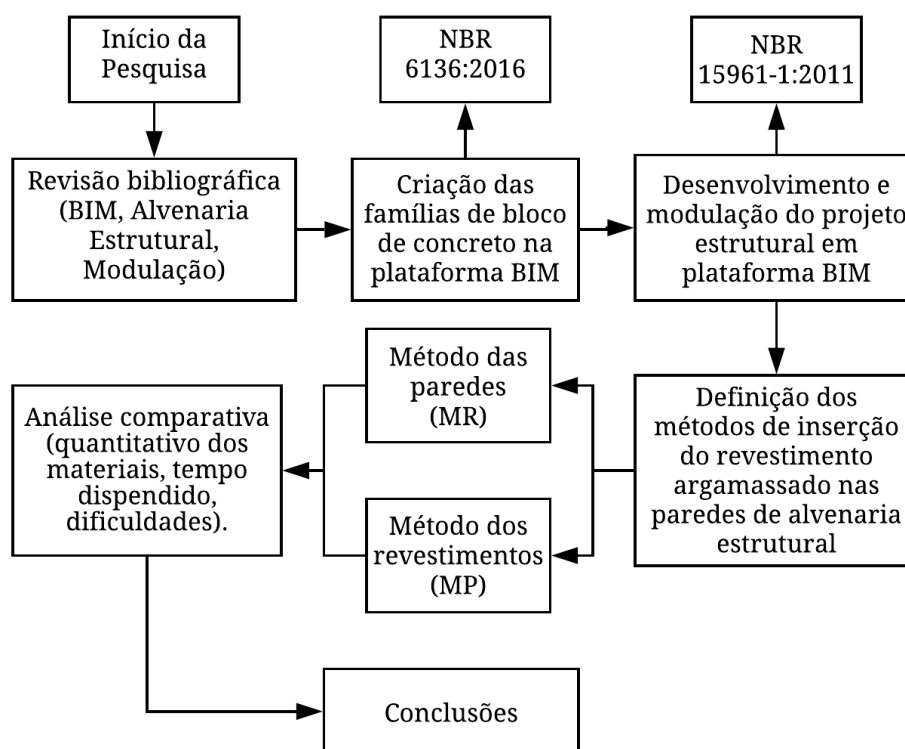 Início da
Pesquisa
NBR
6136:2016
NBR
15961-1:2011
Revisão bibliográfica
(BIM, Alvenaria
Estrutural,
Modulação)
Criação das
famílias de bloco
de concreto na
plataforma BIM
Desenvolvimento e
modulação do projeto
estrutural em
plataforma BIM
Definição dos
métodos de inserção
do revestimento
argamassado nas
paredes de alvenaria
estrutural
Método das
paredes
(MR)
Método dos
revestimentos
(MP)
Análise comparativa
(quantitativo dos
materiais, tempo
dispendido,
dificuldades).
Conclusões